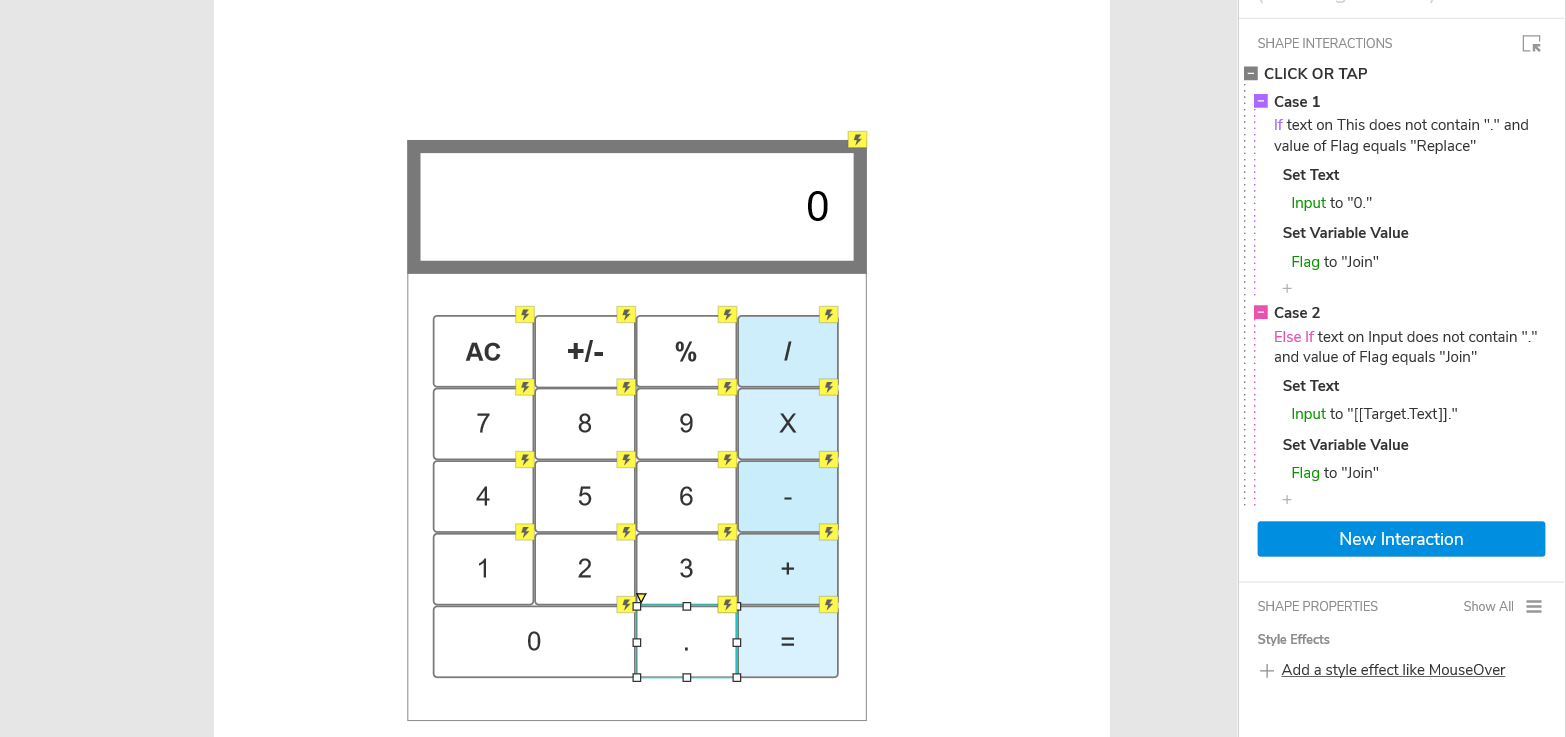 SHAPE INTERACTIONS
CLICK OR TAP
Case 1
If text on This does not contain "." and
value of Flag equals "Replace"
Set Text
Input to "0."
Set Variable Value
Flag to "Join"
+
Case 2
Else If text on Input does not contain "."
and value of Flag equals "Join"
Set Text
Input to "[[Target.Text]]."
Set Variable Value
Flag to "Join"
+
New Interaction
SHAPE PROPERTIES Show All
Style Effects
Add a style effect like MouseOver
0
AC +/- % /
7 8 9 X
4 5 6 -
1 2 3 +
0 . =